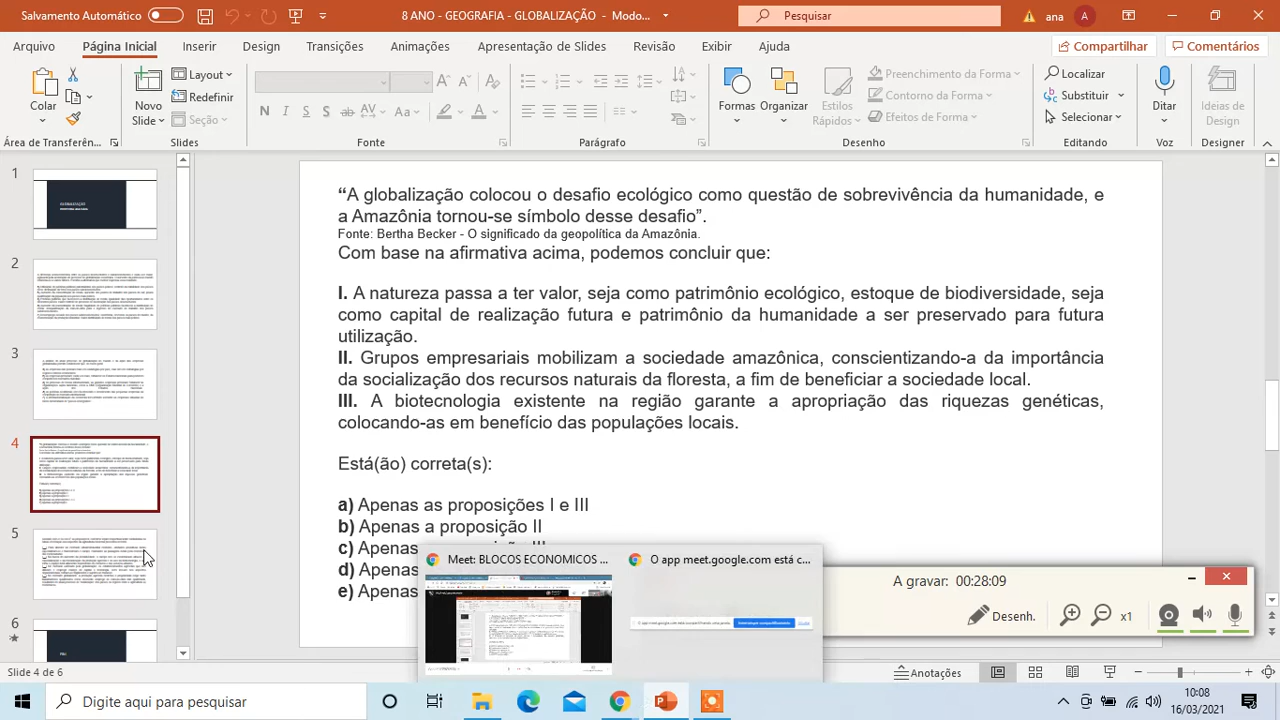 Salvamento Automático
8 ANO - GEOGRAFIA - GLOBALIZAÇÃO - Modo...
Pesquisar
ana
A
Arquivo
Página Inicial
Inserir
Design
Transições
Animações
Apresentação de Slides
Revisão
Exibir
Ajuda
Compartilhar
Comentários
Colar
Novo
Slide
Layout
Redefinir
Seção
Formas
Organizar
Estilos
Rápidos
Preenchimento da Forma
Contorno da Forma
Efeitos de Forma
Localizar
Substituir
Selecionar
Ditar
Ideias de
Design
Área de Transferên...
Slides
Fonte
Parágrafo
Desenho
Editando
Voz
Designer
1
2
3
4
5
6
“A globalização colocou o desafio ecológico como questão de sobrevivência da humanidade, e
a Amazônia tornou-se símbolo desse desafio”.
Fonte: Bertha Becker - O significado da geopolítica da Amazônia.
Com base na afirmativa acima, podemos concluir que:
I. A natureza passa a ter valor, seja como patrimônio ecológico, estoque de biodiversidade, seja
como capital de realização futura e patrimônio da humanidade a ser preservado para futura
utilização.
II. Grupos empresariais mobilizam a sociedade amazônica, conscientizando-a da importância
da socialização dos recursos naturais da floresta, a fim de beneficiar a sociedade local.
III. A biotecnologia existente na região garante a apropriação das riquezas genéticas,
colocando-as em benefício das populações locais.
Está(ao) correta(s):
a) Apenas as proposições I e III
b) Apenas a proposição II
c) Apenas a proposição III
d) Apenas
e) Apenas
Meet: BLOCOS ECONOMICOS ...
O app meet.google.com está c...
A gravar: 00:28:09
Desenh.
x1
Slide 4 de 6
Anotações
Digite aqui para pesquisar
10:08
16/03/2021